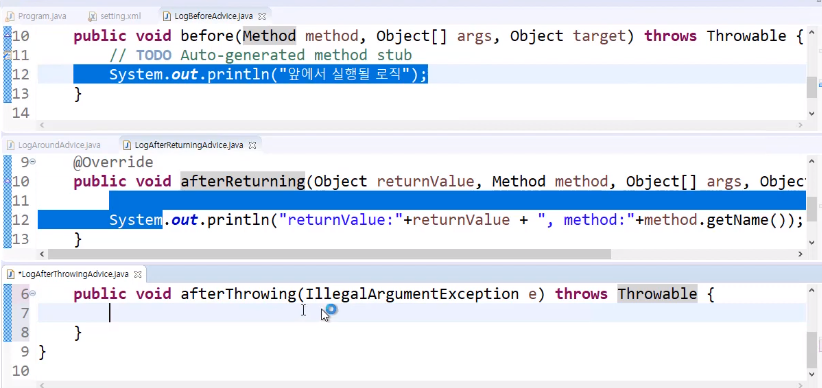 Program.java setting.xml LogBeforeAdvice.java
10 public void before(Method method, Object[] args, Object target) throws Throwable {
11 // TODO Auto-generated method stub
12 System.out.println("앞에서 실행될 로직");
13 }
14
LogAroundAdvice.java LogAfterReturningAdvice.java
9 @Override
10 public void afterReturning(Object returnValue, Method method, Object[] args, Objec
11
12 System.out.println("returnValue:"+returnValue + ", method:"+method.getName());
13 }
*LogAfterThrowingAdvice.java
6 public void afterThrowing(IllegalArgumentException e) throws Throwable {
7
8 }
9 }
10